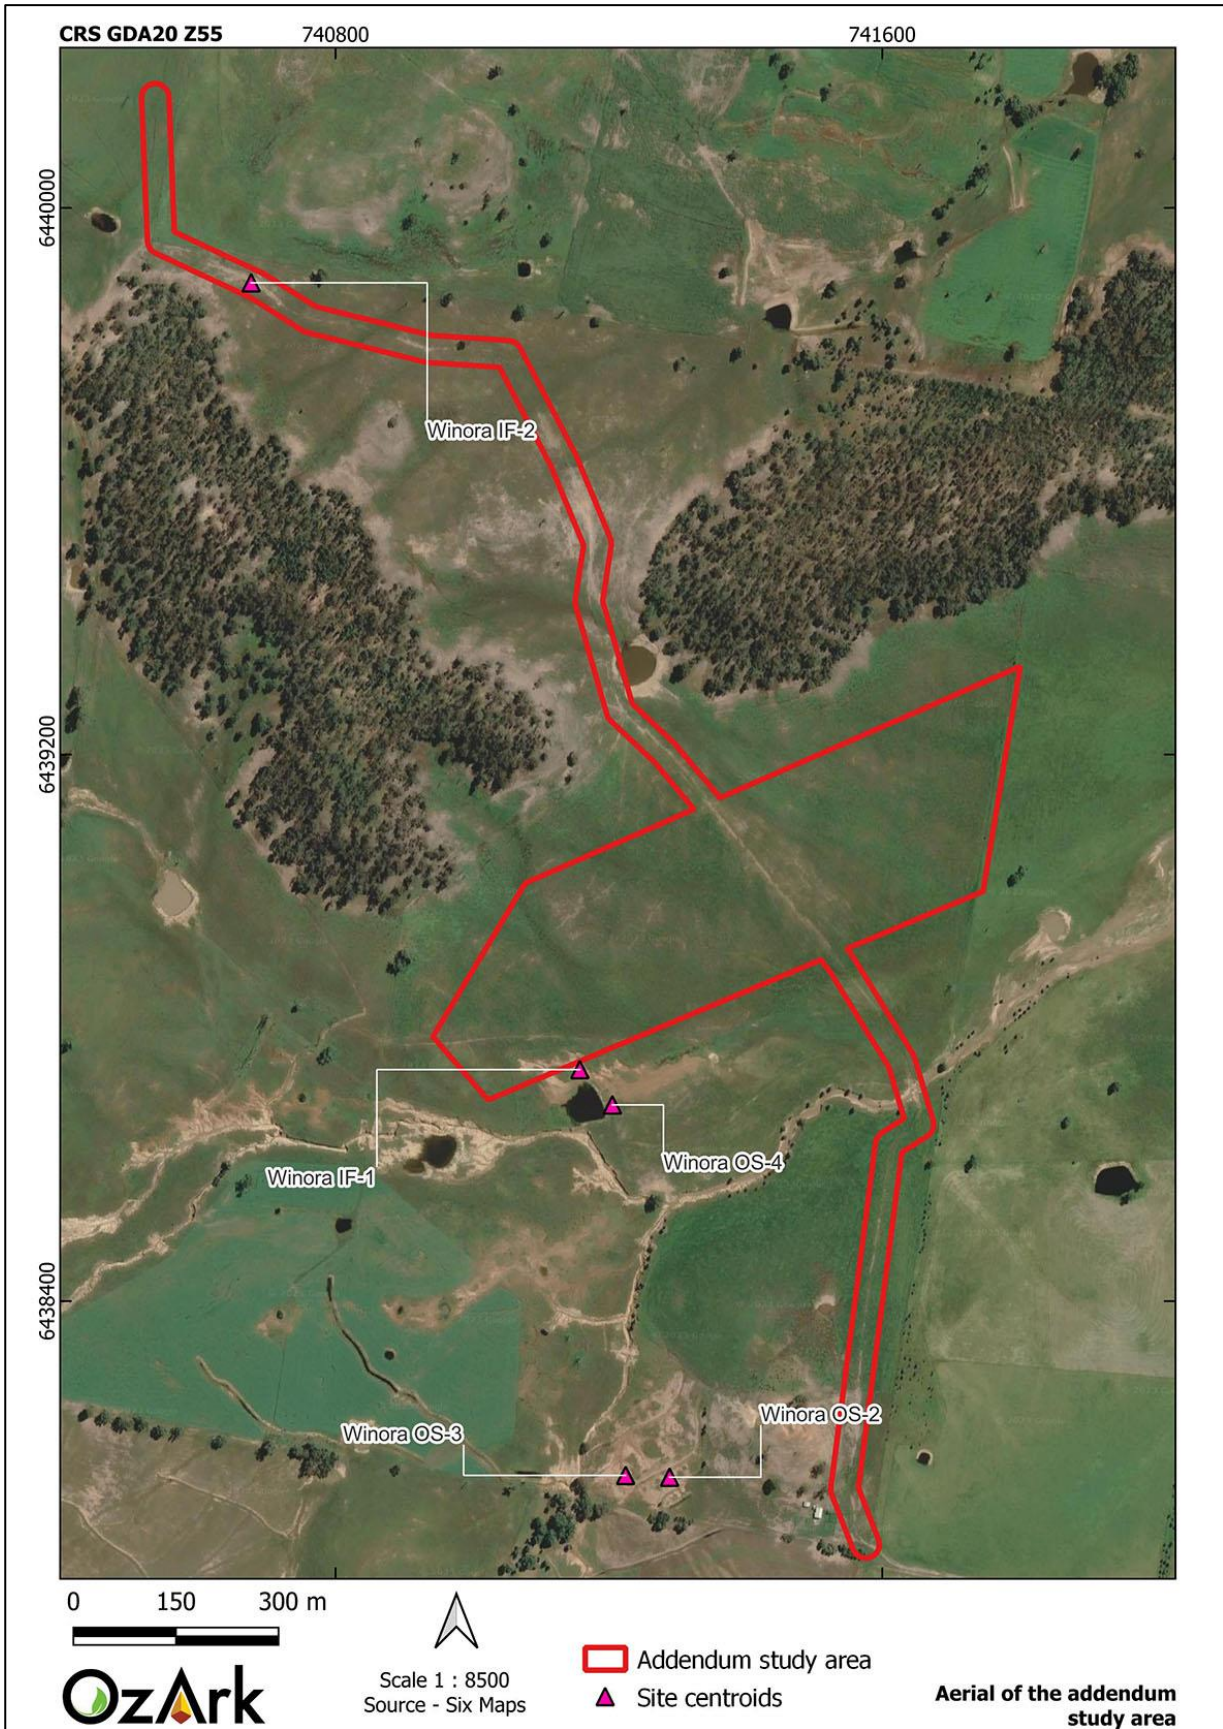 CRS GDA20 Z55
740800
741600
6440000
Winora IF-2
6439200
Winora IF-1
Winora OS-4
6438400
Winora OS-3
Winora OS-2
0 150 300 m
Scale 1 : 8500
Source - Six Maps
Addendum study area
Site centroids
OzArk
Aerial of the addendum
study area